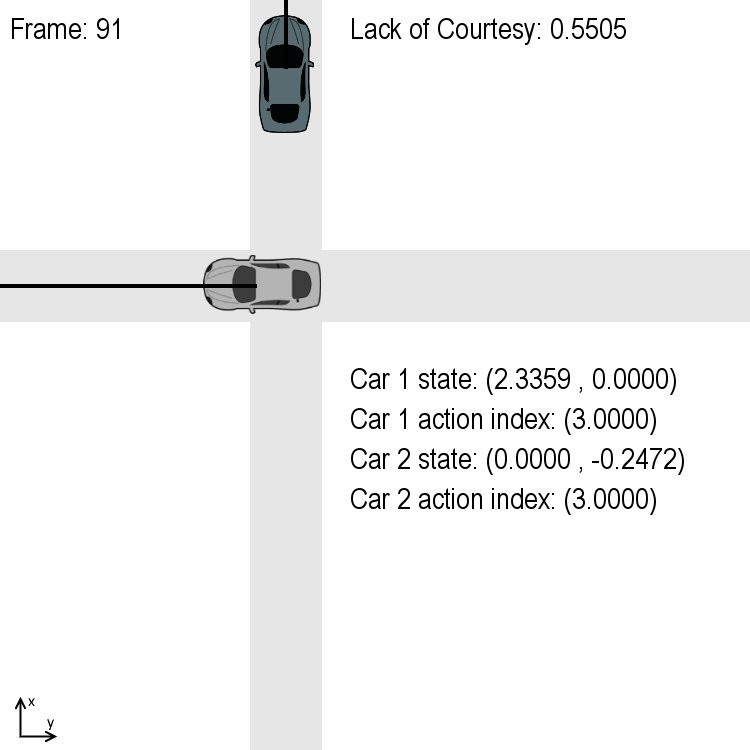 Frame: 91
Lack of Courtesy: 0.5505
Car 1 state: (2.3359 , 0.0000)
Car 1 action index: (3.0000)
Car 2 state: (0.0000 , -0.2472)
Car 2 action index: (3.0000)
x
y